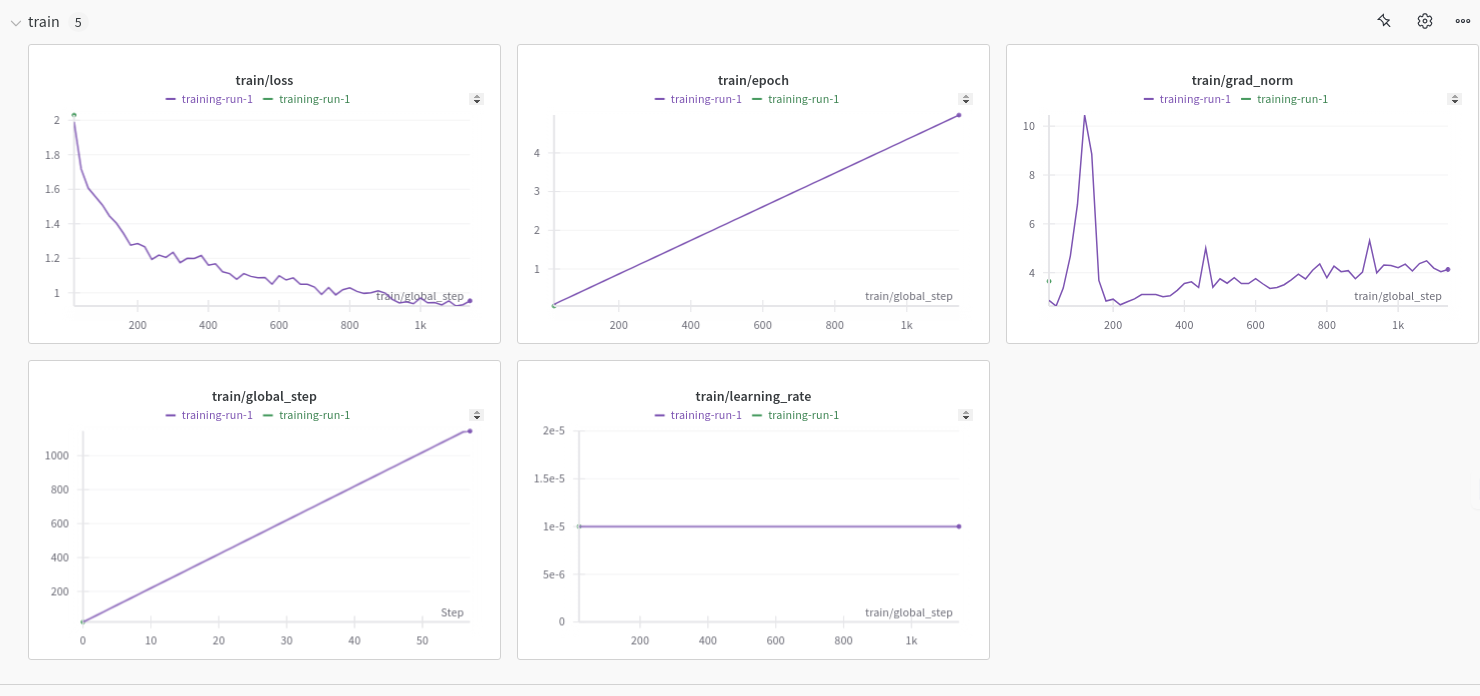 train 5
train/loss
training-run-1 training-run-1
2
1.8
1.6
1.4
1.2
1
train/global_step
200 400 600 800 1k
train/epoch
training-run-1 training-run-1
4
3
2
1
train/global_step
200 400 600 800 1k
train/grad_norm
training-run-1 training-run-1
10
8
6
4
train/global_step
200 400 600 800 1k
train/global_step
training-run-1 training-run-1
1000
800
600
400
200
Step
0 10 20 30 40 50
train/learning_rate
training-run-1 training-run-1
2e-5
1.5e-5
1e-5
5e-6
0
train/global_step
200 400 600 800 1k